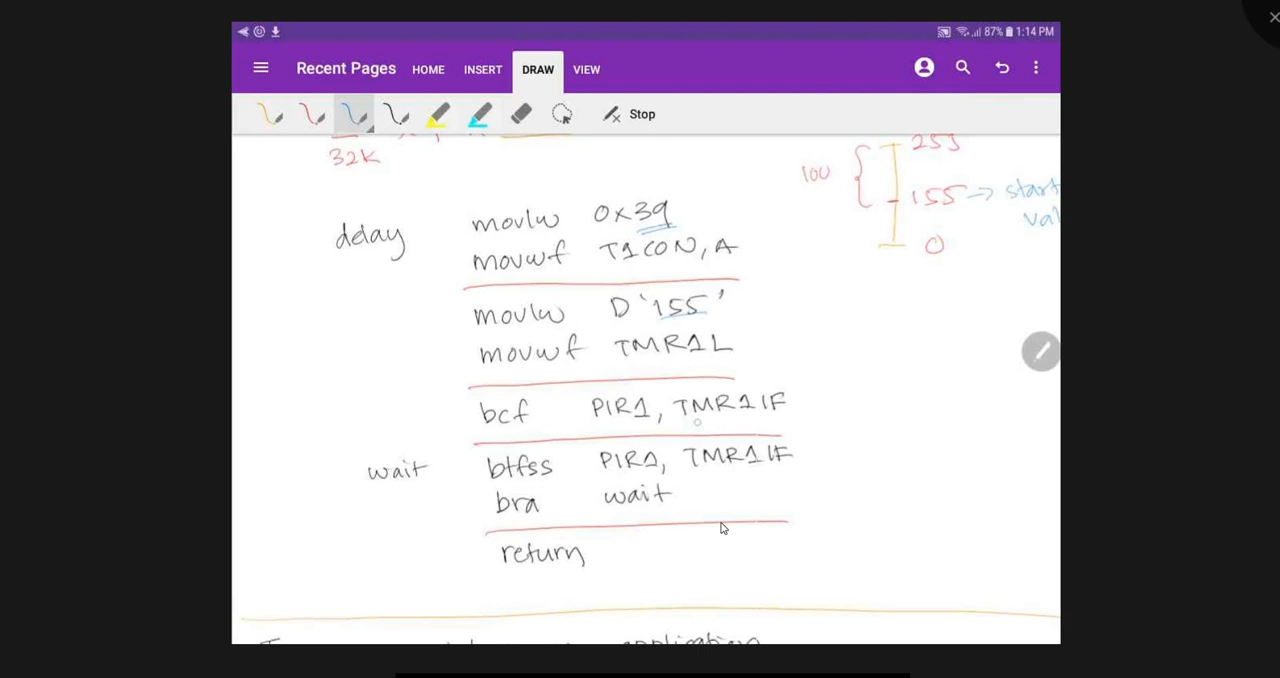 87% 1:14 PM
Recent Pages HOME INSERT DRAW VIEW
Stop
32K
255
100
155 → start
val
0
delay movlw 0x39
movwf T1CON, A
movlw D '155'
movwf TMR1L
bcf PIR1, TMR1IF
wait btfss PIR1, TMR1IF
bra wait
return
application